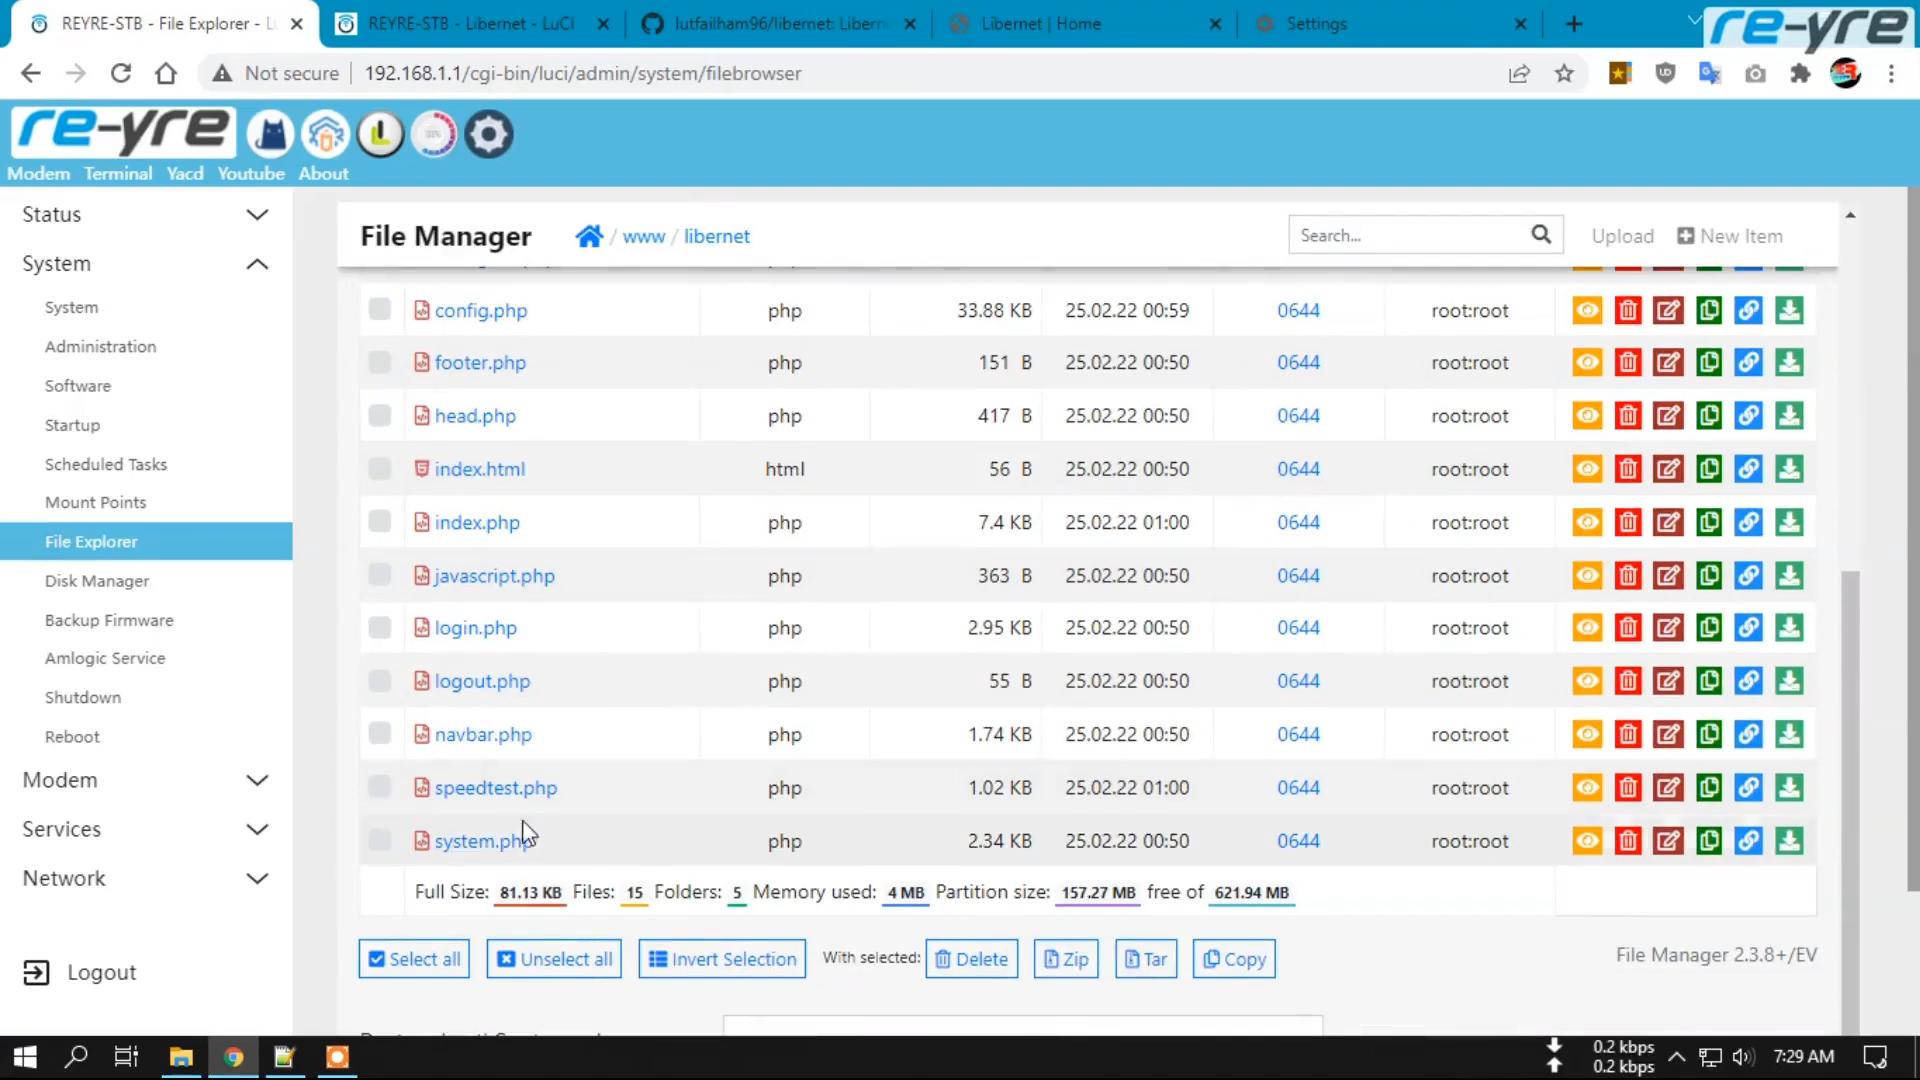 REYRE-STB - File Explorer - L
REYRE-STB - Libernet - LuCI
lutfailham96/libernet: Libern
Libernet | Home
Settings
re-yre
Not secure
192.168.1.1/cgi-bin/luci/admin/system/filebrowser
re-yre
Modem Terminal Yacd Youtube About
Status
System
System
Administration
Software
Startup
Scheduled Tasks
Mount Points
File Explorer
Disk Manager
Backup Firmware
Amlogic Service
Shutdown
Reboot
Modem
Services
Network
Logout
File Manager / www / libernet Search... Upload New Item
config.php php 33.88 KB 25.02.22 00:59 0644 root:root
footer.php php 151 B 25.02.22 00:50 0644 root:root
head.php php 417 B 25.02.22 00:50 0644 root:root
index.html html 56 B 25.02.22 00:50 0644 root:root
index.php php 7.4 KB 25.02.22 01:00 0644 root:root
javascript.php php 363 B 25.02.22 00:50 0644 root:root
login.php php 2.95 KB 25.02.22 00:50 0644 root:root
logout.php php 55 B 25.02.22 00:50 0644 root:root
navbar.php php 1.74 KB 25.02.22 00:50 0644 root:root
speedtest.php php 1.02 KB 25.02.22 01:00 0644 root:root
system.php php 2.34 KB 25.02.22 00:50 0644 root:root
Full Size: 81.13 KB Files: 15 Folders: 5 Memory used: 4 MB Partition size: 157.27 MB free of 621.94 MB
Select all Unselect all Invert Selection With selected: Delete Zip Tar Copy
File Manager 2.3.8+/EV
0.2 kbps
0.2 kbps
7:29 AM